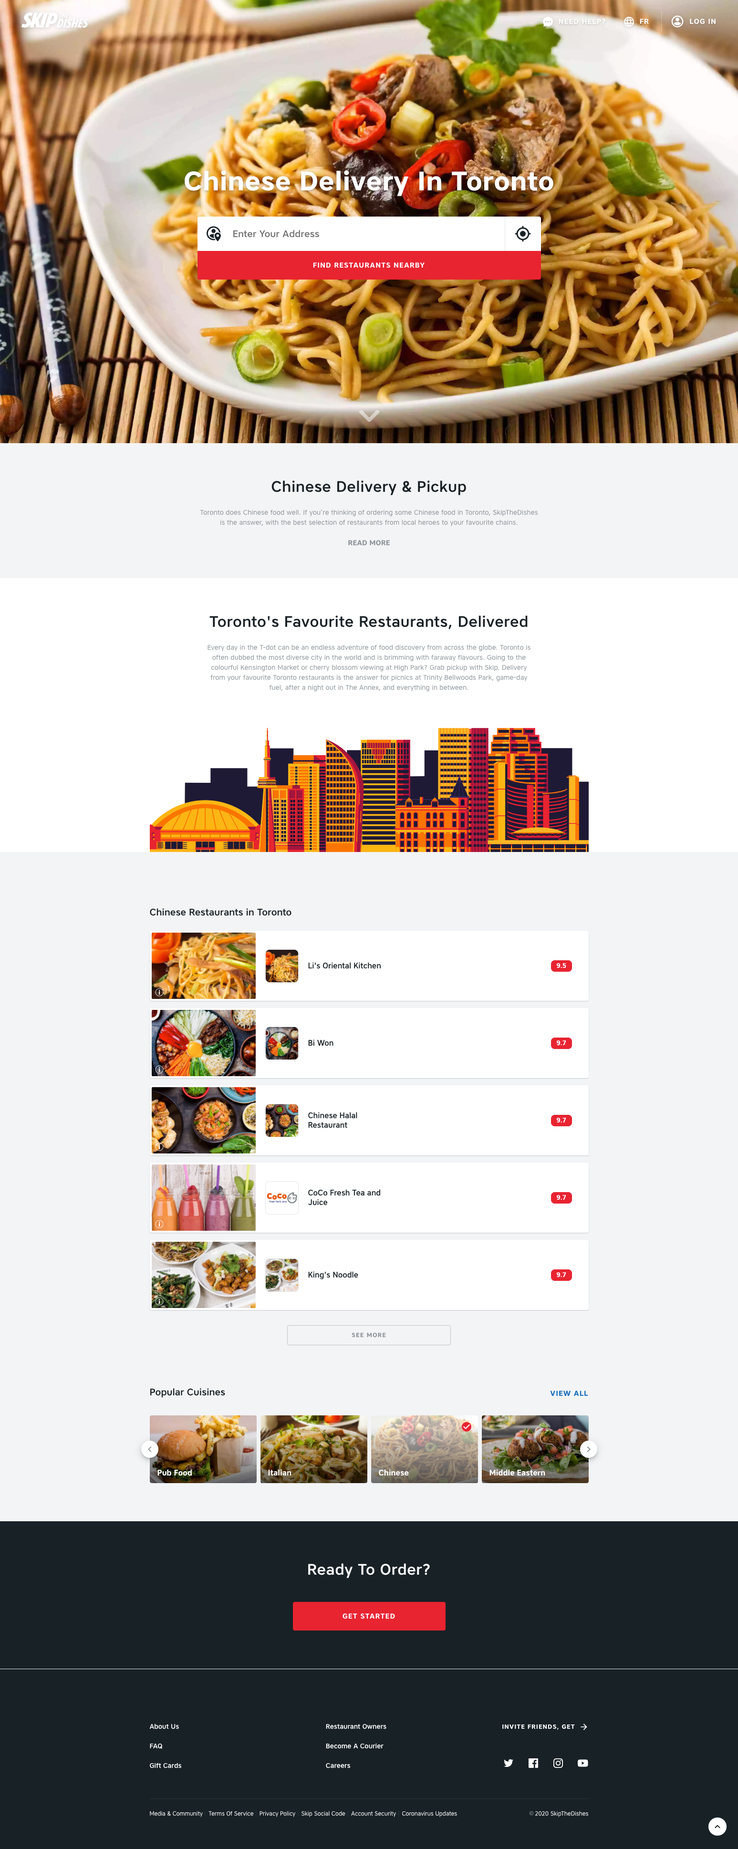 SKIP THE DISHES
NEED HELP?
FR
LOG IN
Chinese Delivery In Toronto
Enter Your Address
FIND RESTAURANTS NEARBY
Chinese Delivery & Pickup
Toronto does Chinese food well. If you're thinking of ordering some Chinese food in Toronto, SkipTheDishes
is the answer, with the best selection of restaurants from local heroes to your favourite chains.
READ MORE
Toronto's Favourite Restaurants, Delivered
Every day in the T-dot can be an endless adventure of food discovery from across the globe. Toronto is
often dubbed the most diverse city in the world and is brimming with faraway flavours. Going to the
colourful Kensington Market or cherry blossom viewing at High Park? Grab pickup with Skip. Delivery
from your favourite Toronto restaurants is the answer for picnics at Trinity Bellwoods Park, game-day
fuel, after a night out in The Annex, and everything in between.
Chinese Restaurants in Toronto
Li's Oriental Kitchen
9.5
Bi Won
9.7
Chinese Halal
Restaurant
9.7
CoCo
CoCo Fresh Tea and
Juice
9.7
King's Noodle
9.7
SEE MORE
Popular Cuisines
VIEW ALL
Pub Food
Italian
Chinese
Middle Eastern
Ready To Order?
GET STARTED
About Us
Restaurant Owners
INVITE FRIENDS, GET
FAQ
Become A Courier
Gift Cards
Careers
Media & Community
Terms Of Service
Privacy Policy
Skip Social Code
Account Security
Coronavirus Updates
© 2020 SkipTheDishes